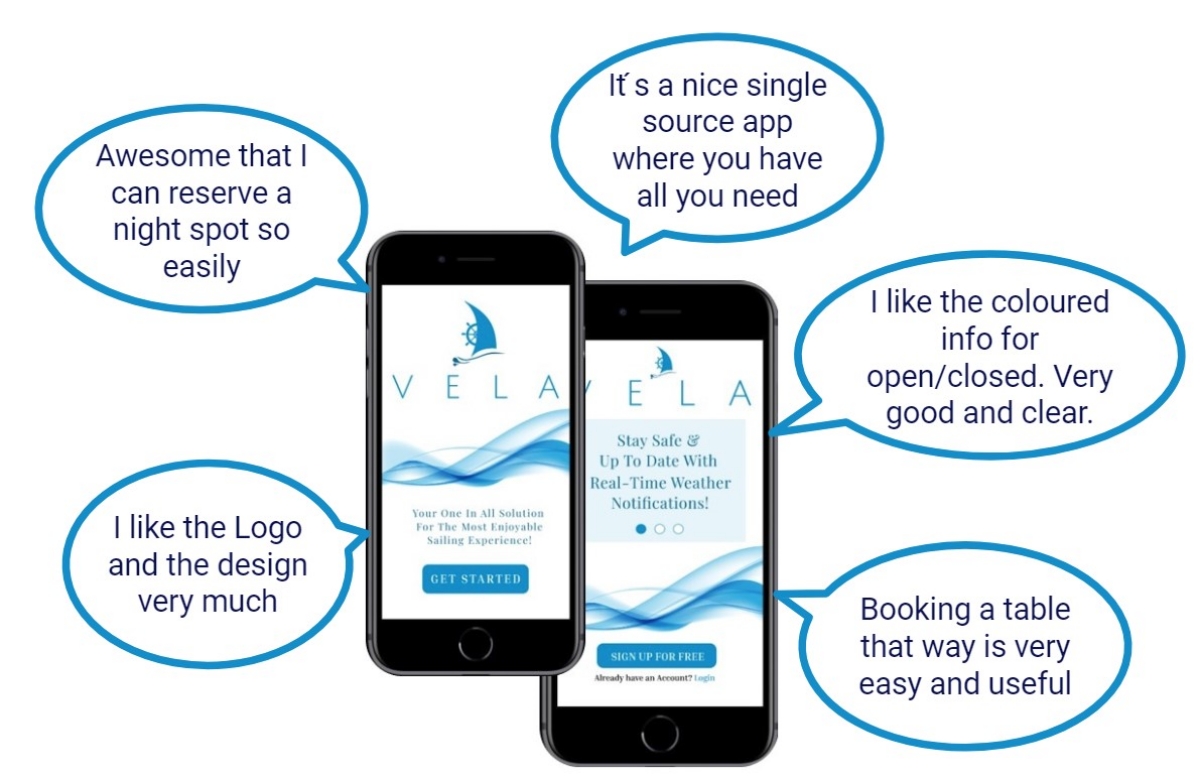 It´s a nice single
source app
where you have
all you need
Awesome that I
can reserve a
night spot so
easily
I like the coloured
info for
open/closed. Very
good and clear.
VELA
Your One In All Solution
For The Most Enjoyable
Sailing Experience!
GET STARTED
VELA
Stay Safe &
Up To Date With
Real-Time Weather
Notifications!
SIGN UP FOR FREE
Already have an Account? Login
I like the Logo
and the design
very much
Booking a table
that way is very
easy and useful